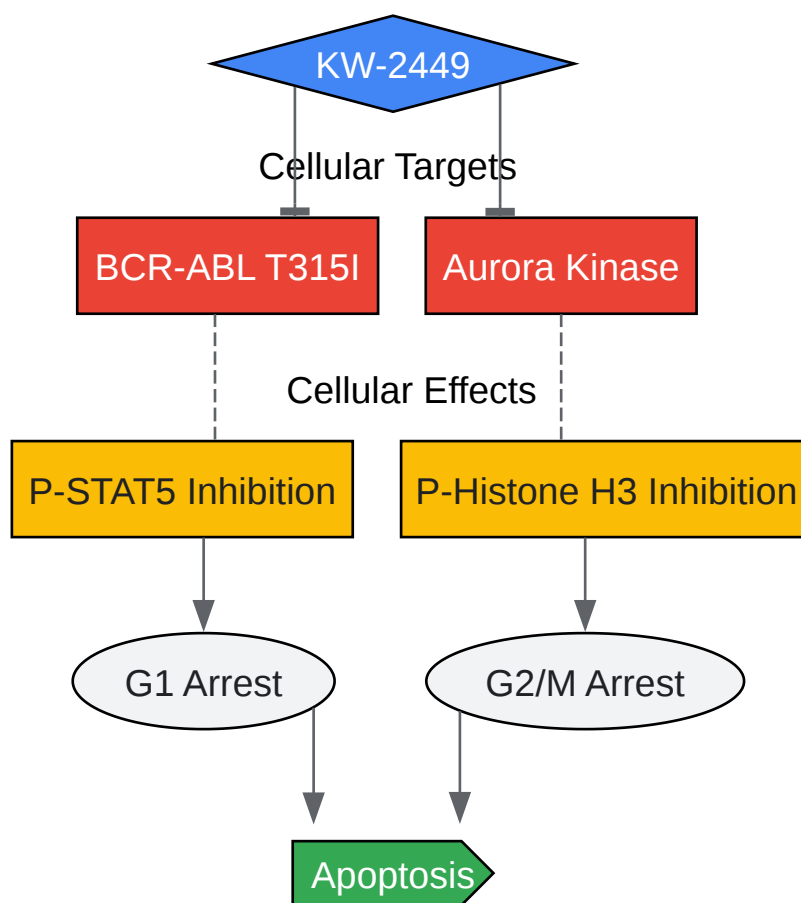 KW-2449
Cellular Targets
BCR-ABL T315I
Aurora Kinase
Cellular Effects
P-STAT5 Inhibition
P-Histone H3 Inhibition
G1 Arrest
G2/M Arrest
Apoptosis